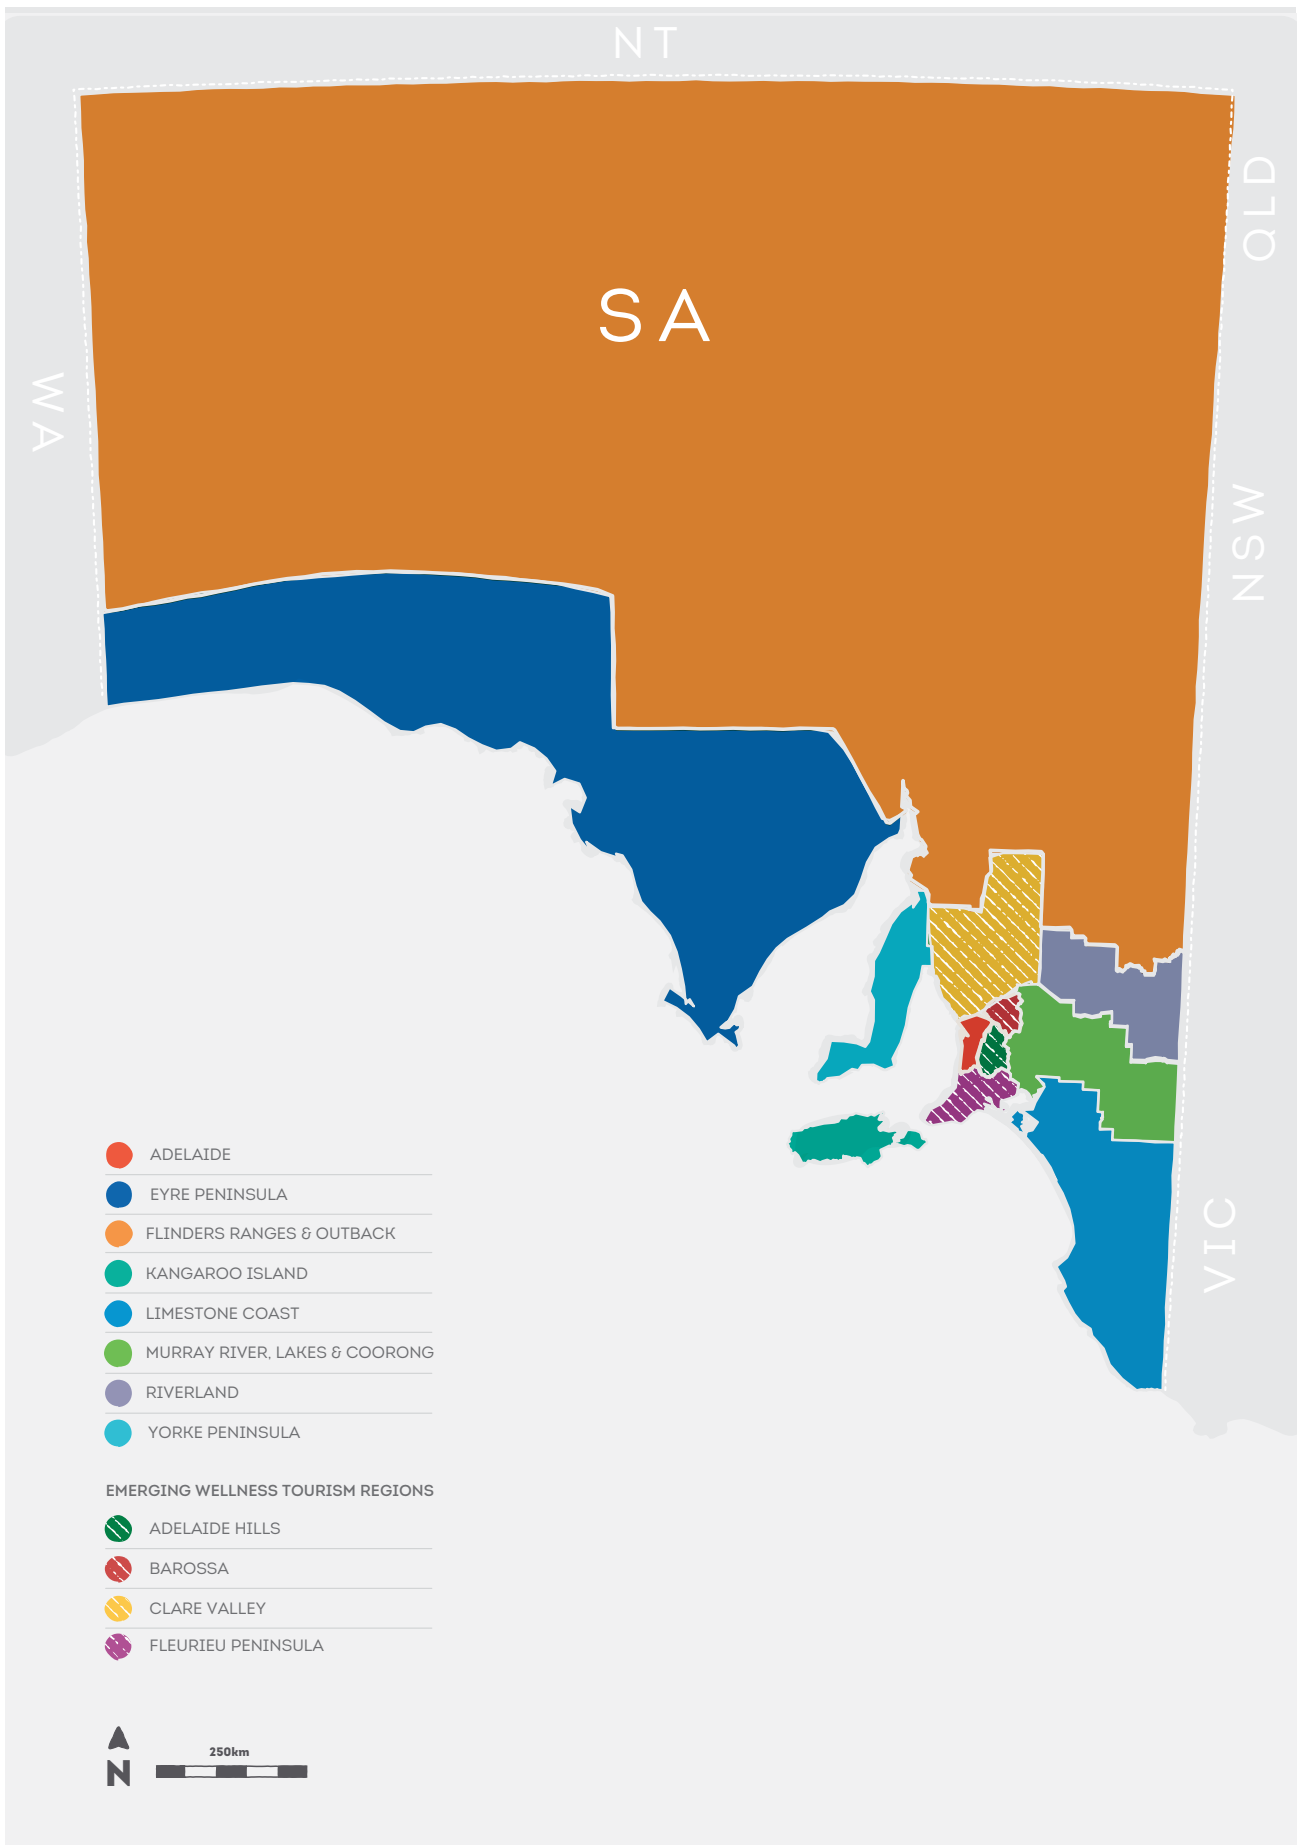 NT
QLD
SA
WA
NSW
VIC
ADELAIDE
EYRE PENINSULA
FLINDERS RANGES & OUTBACK
KANGAROO ISLAND
LIMESTONE COAST
MURRAY RIVER, LAKES & COORONG
RIVERLAND
YORKE PENINSULA
EMERGING WELLNESS TOURISM REGIONS
ADELAIDE HILLS
BAROSSA
CLARE VALLEY
FLEURIEU PENINSULA
250km
N